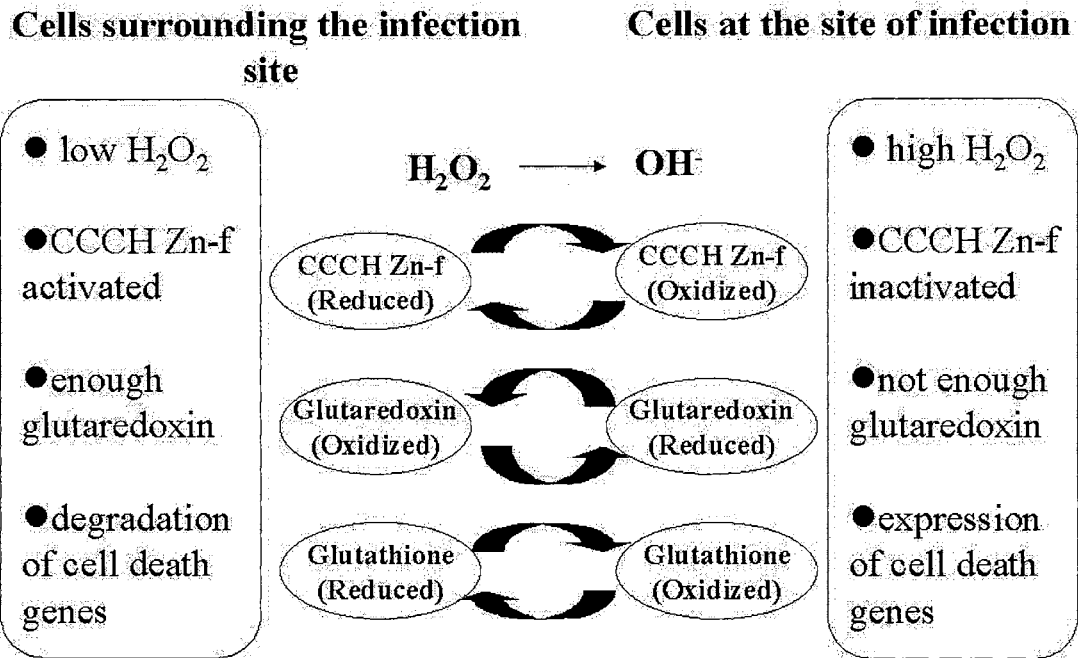 Cells surrounding the infection
site
Cells at the site of infection
● low H₂O₂
●CCCH Zn-f
activated
●enough
glutaredoxin
●degradation
of cell death
genes
H₂O₂ → OH⁻
CCCH Zn-f
(Reduced)
CCCH Zn-f
(Oxidized)
Glutaredoxin
(Oxidized)
Glutaredoxin
(Reduced)
Glutathione
(Reduced)
Glutathione
(Oxidized)
● high H₂O₂
●CCCH Zn-f
inactivated
●not enough
glutaredoxin
●expression
of cell death
genes